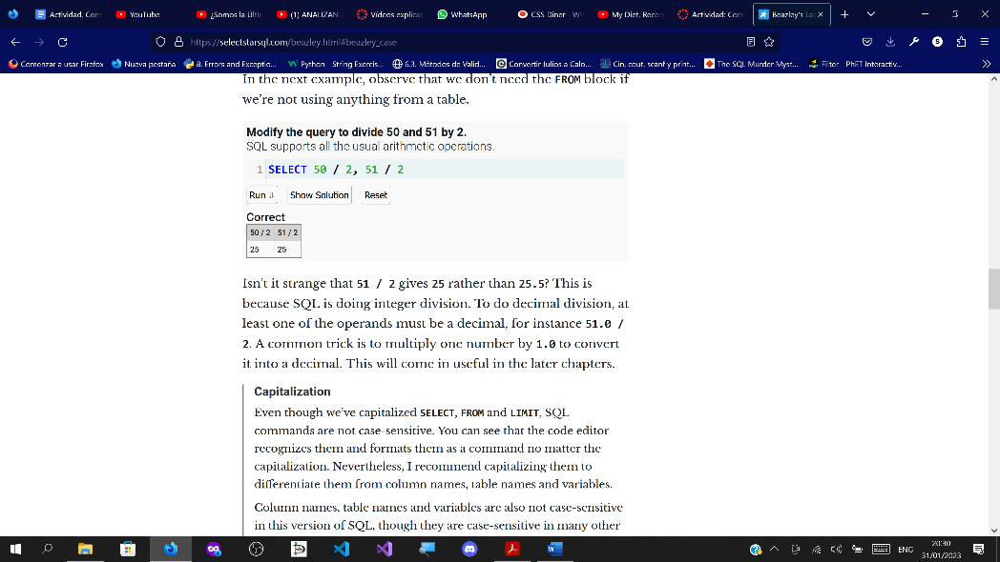 Actividad. Com
YouTube
¿Somos la Últin
(1) ANALIZAND
Vídeos explicati
WhatsApp
CSS Diner - Wh
My Diet, Recom
Actividad: Com
Beazley's Las
https://selectstarsql.com/beazley.html#beazley_case
Comenzar a usar Firefox
Nueva pestaña
8. Errors and Exceptio...
Python - String Exercis...
6.3. Métodos de Valid...
Convertir Julios a Calo...
Cin, cout, scanf y print...
The SQL Murder Myst...
Filter
PhET Interactiv...
In the next example, observe that we don't need the FROM block if
we're not using anything from a table.
Modify the query to divide 50 and 51 by 2.
SQL supports all the usual arithmetic operations.
1 SELECT 50 / 2, 51 / 2
Run
Show Solution
Reset
Correct
50 / 2 51 / 2
25 25
Isn't it strange that 51 / 2 gives 25 rather than 25.5? This is
because SQL is doing integer division. To do decimal division, at
least one of the operands must be a decimal, for instance 51.0 /
2. A common trick is to multiply one number by 1.0 to convert
it into a decimal. This will come in useful in the later chapters.
Capitalization
Even though we've capitalized SELECT, FROM and LIMIT, SQL
commands are not case-sensitive. You can see that the code editor
recognizes them and formats them as a command no matter the
capitalization. Nevertheless, I recommend capitalizing them to
differentiate them from column names, table names and variables.
Column names, table names and variables are also not case-sensitive
in this version of SQL, though they are case-sensitive in many other
ENG
20:30
31/01/2023